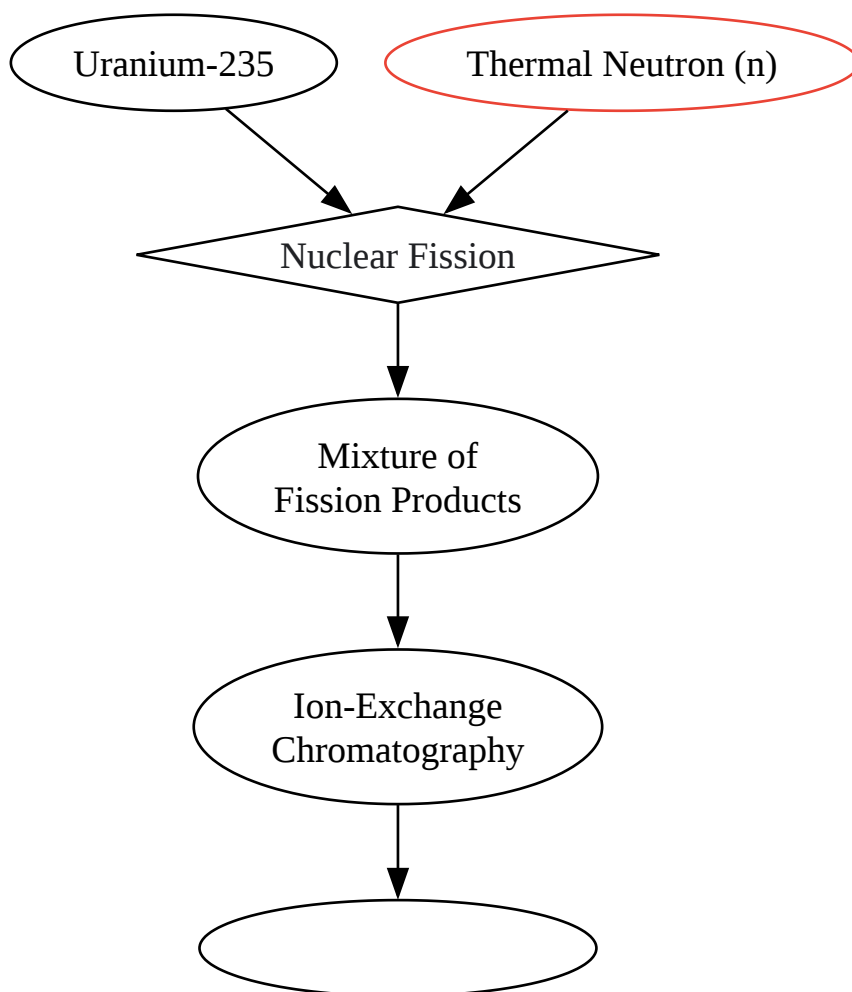 Uranium-235
Thermal Neutron (n)
Nuclear Fission
Mixture of
Fission Products
Ion-Exchange
Chromatography